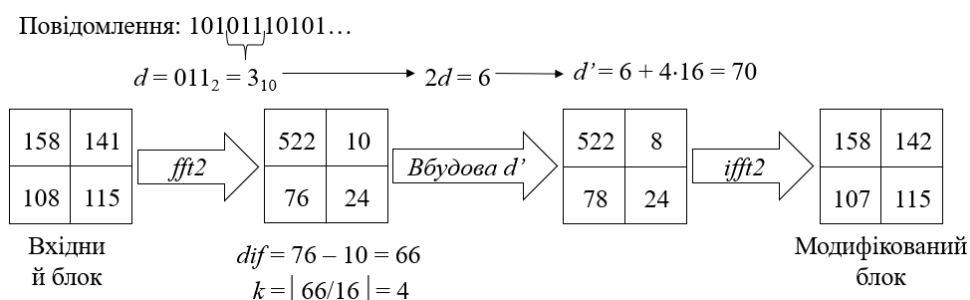 Повідомлення: 10101110101…
d = 011₂ = 3₁₀ 2d = 6 d’ = 6 + 4·16 = 70
158 141 522 10 522 8 158 142
fft2 Вбудова d’ ifft2
108 115 76 24 78 24 107 115
Вхідни
й блок
dif = 76 – 10 = 66
k = | 66/16 | = 4
Модифікований
блок